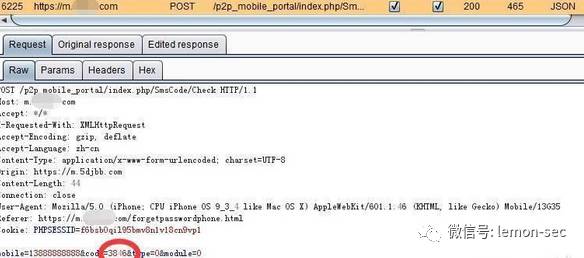 6225 https://m. com POST /p2p_mobile_portal/index.php/Sm... 200 465 JSON
Request Original response Edited response
Raw Params Headers Hex
POST /p2p_mobile_portal/index.php/SmsCode/Check HTTP/1.1
Host: m. com
Accept: */*
X-Requested-With: XMLHttpRequest
Accept-Encoding: gzip, deflate
Accept-Language: zh-cn
Content-Type: application/x-www-form-urlencoded; charset=UTF-8
Origin: https://m.5djbb.com
Content-Length: 44
Connection: close
User-Agent: Mozilla/5.0 (iPhone; CPU iPhone OS 9_3_4 like Mac OS X) AppleWebKit/601.1.46 (KHTML, like Gecko) Mobile/13G35
Referer: https://m. com/forgetpasswordphone.html
Cookie: PHPSESSID=f6bsb0qil95bmv8nlvl8cn9vp1
mobile=13888888888&code=3846&type=0&module=0
微信号: lemon-sec